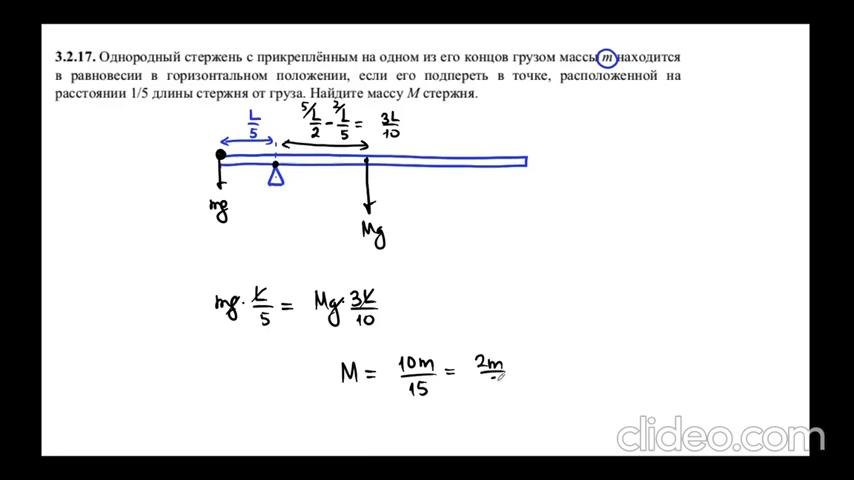 3.2.17. Однородный стержень с прикреплённым на одном из его концов грузом массы m находится
в равновесии в горизонтальном положении, если его подпереть в точке, расположенной на
расстоянии 1/5 длины стержня от груза. Найдите массу M стержня.
L/5 5/L/2 - 2/L/5 = 3L/10
mg
Mg
mg · L/5 = Mg · 3L/10
M = 10m/15 = 2m
clideo.com